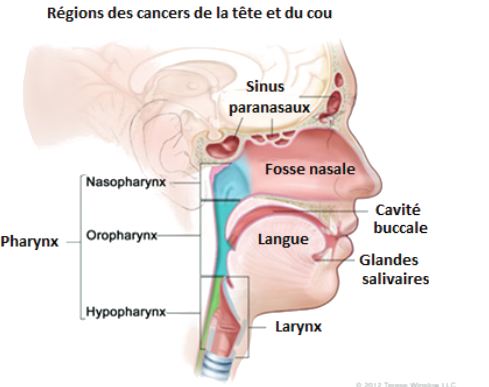 Régions des cancers de la tête et du cou
Sinus
paranasaux
Fosse nasale
Nasopharynx
Cavité
buccale
Pharynx
Oropharynx
Langue
Glandes
salivaires
Hypopharynx
Larynx
© 2012 Terese Winslow LLC